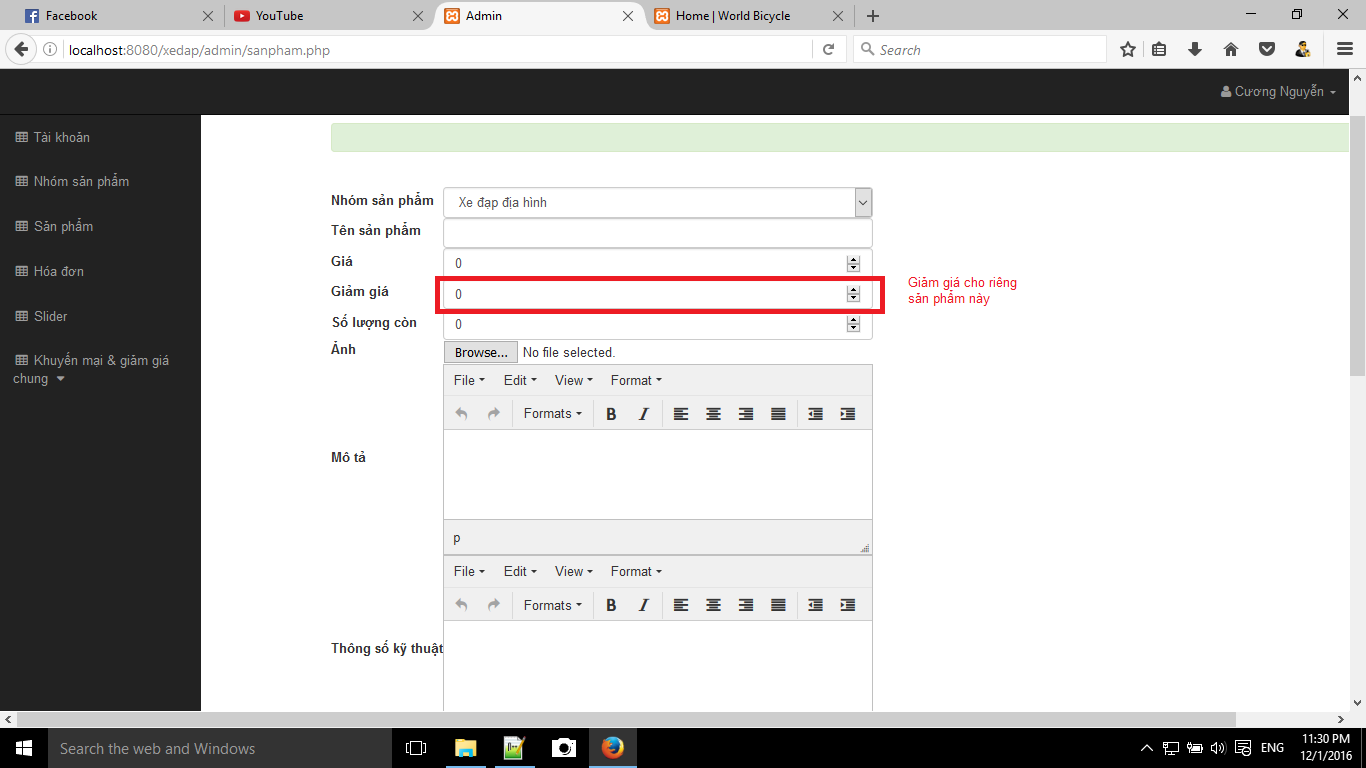 Facebook
YouTube
Admin
Home | World Bicycle
localhost:8080/xedap/admin/sanpham.php
Search
Cương Nguyễn
Tài khoản
Nhóm sản phẩm
Sản phẩm
Hóa đơn
Slider
Khuyến mại & giảm giá
chung
Nhóm sản phẩm
Xe đạp địa hình
Tên sản phẩm
Giá
0
Giảm giá
0
Giảm giá cho riêng
sản phẩm này
Số lượng còn
0
Ảnh
Browse... No file selected.
File Edit View Format
Formats B I
Mô tả
p
File Edit View Format
Formats B I
Thông số kỹ thuật
Search the web and Windows
ENG
11:30 PM
12/1/2016